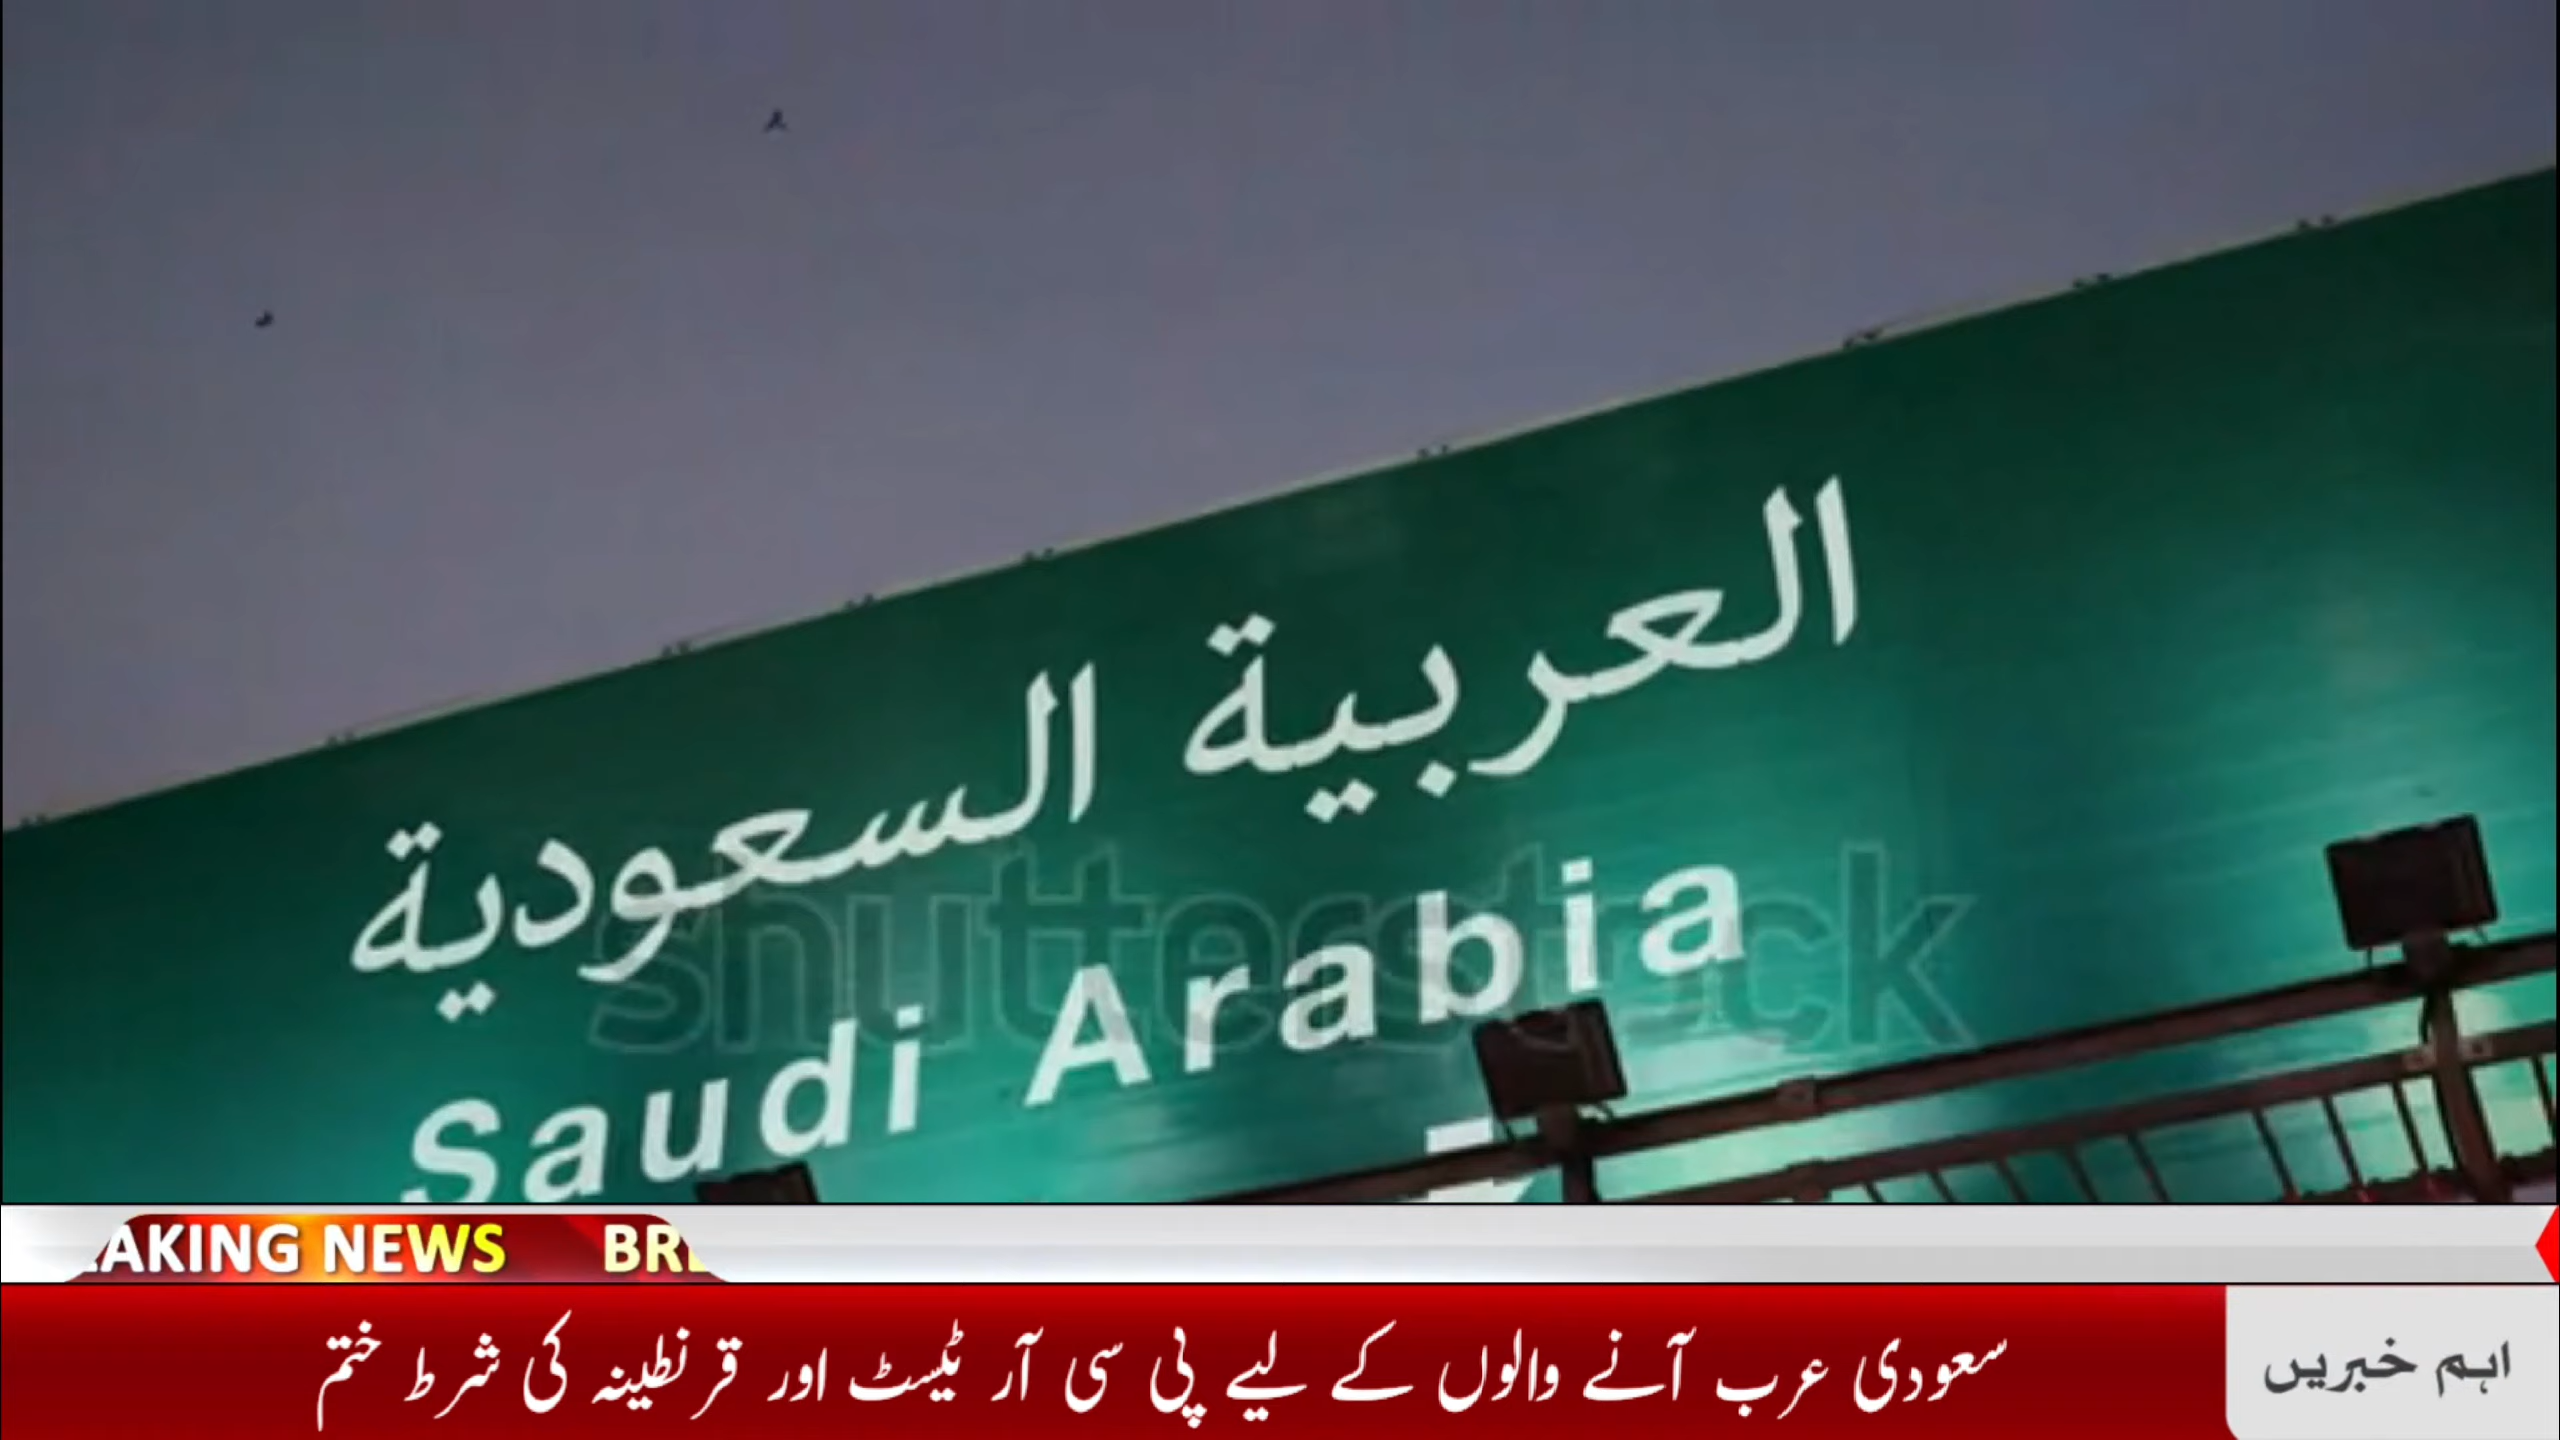 العربية السعودية
Saudi Arabia
shutterstock
AKING NEWS BRE
سعودی عرب آنے والوں کے لیے پی سی آر ٹیسٹ اور قرنطینہ کی شرط ختم
اہم خبریں